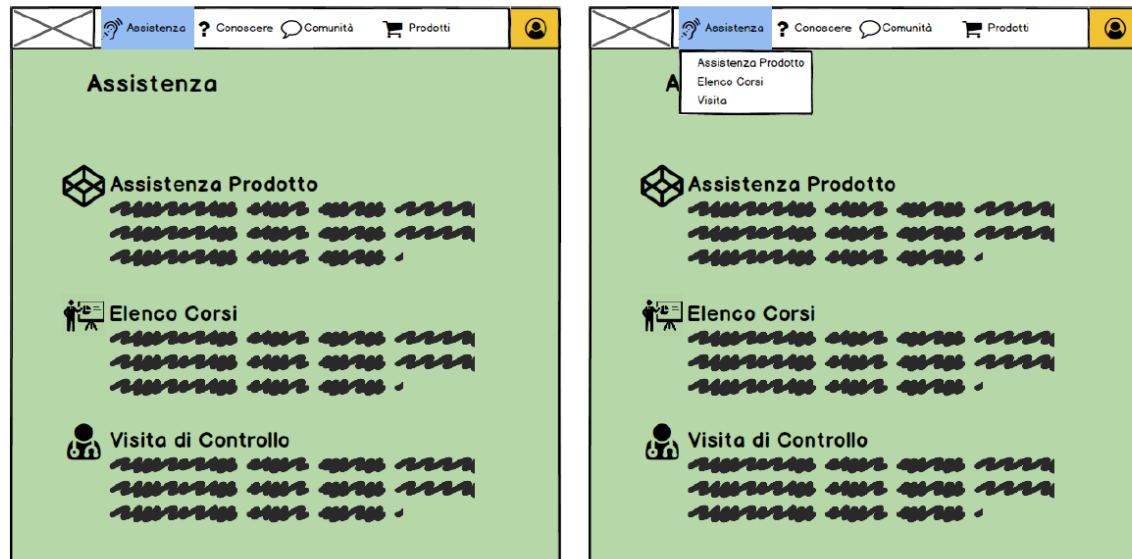 Assistenza ? Conoscere Comunità Prodotti
Assistenza
Assistenza Prodotto
Elenco Corsi
Visita di Controllo
Assistenza ? Conoscere Comunità Prodotti
Assistenza Prodotto
Elenco Corsi
Visita
A
Assistenza Prodotto
Elenco Corsi
Visita di Controllo